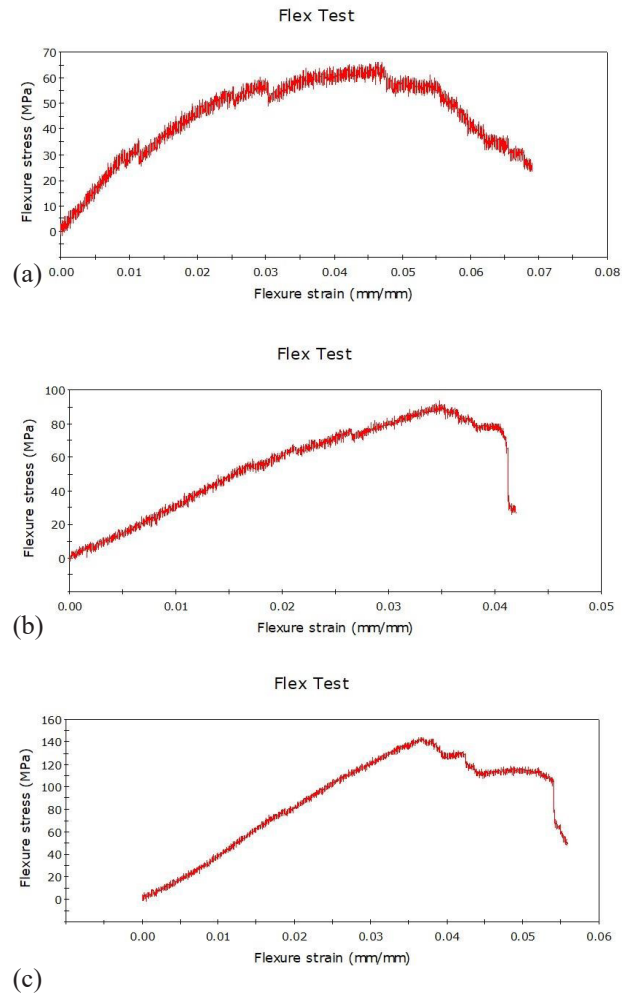 Flex Test
70
60
50
40
30
20
10
0
Flexure stress (MPa)
0.00 0.01 0.02 0.03 0.04 0.05 0.06 0.07 0.08
Flexure strain (mm/mm)
(a)
Flex Test
100
80
60
40
20
0
Flexure stress (MPa)
0.00 0.01 0.02 0.03 0.04 0.05
Flexure strain (mm/mm)
(b)
Flex Test
160
140
120
100
80
60
40
20
0
Flexure stress (MPa)
0.00 0.01 0.02 0.03 0.04 0.05 0.06
Flexure strain (mm/mm)
(c)